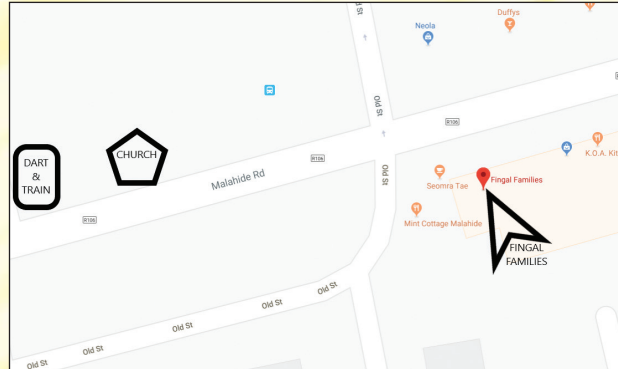 Duffys
Neola
d St
Old St
R106
DART
&
TRAIN
CHURCH
R106
Malahide Rd
R106
Old St
Seomra Tae
Fingal Families
K.O.A. Kit
Mint Cottage Malahide
FINGAL
FAMILIES
Old St
Old St
Old St
Old St
Old St